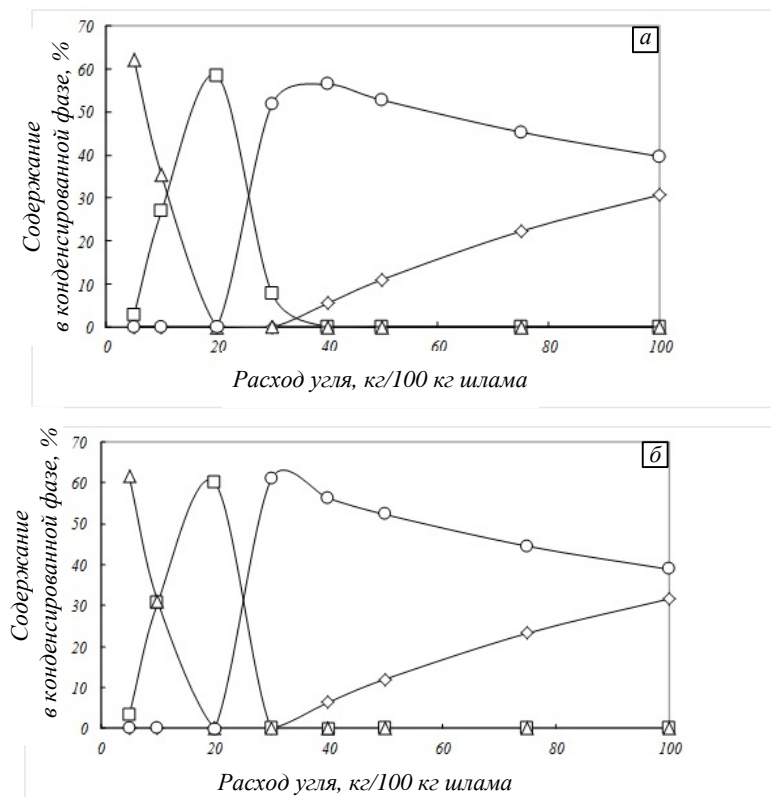 а
70
60
50
40
30
20
10
0
0 20 40 60 80 100
Содержание
в конденсированной фазе, %
Расход угля, кг/100 кг шлама
б
70
60
50
40
30
20
10
0
0 20 40 60 80 100
Содержание
в конденсированной фазе, %
Расход угля, кг/100 кг шлама